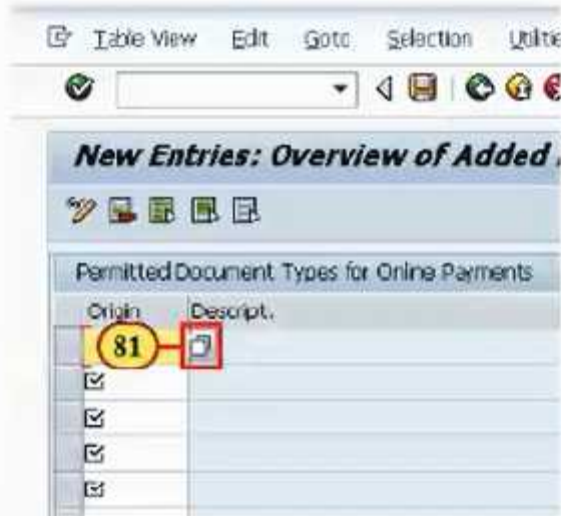 Table View Edit Goto Selection
New Entries: Overview of Added
Permitted Document Types for Online Payments
Origin Descript.
81